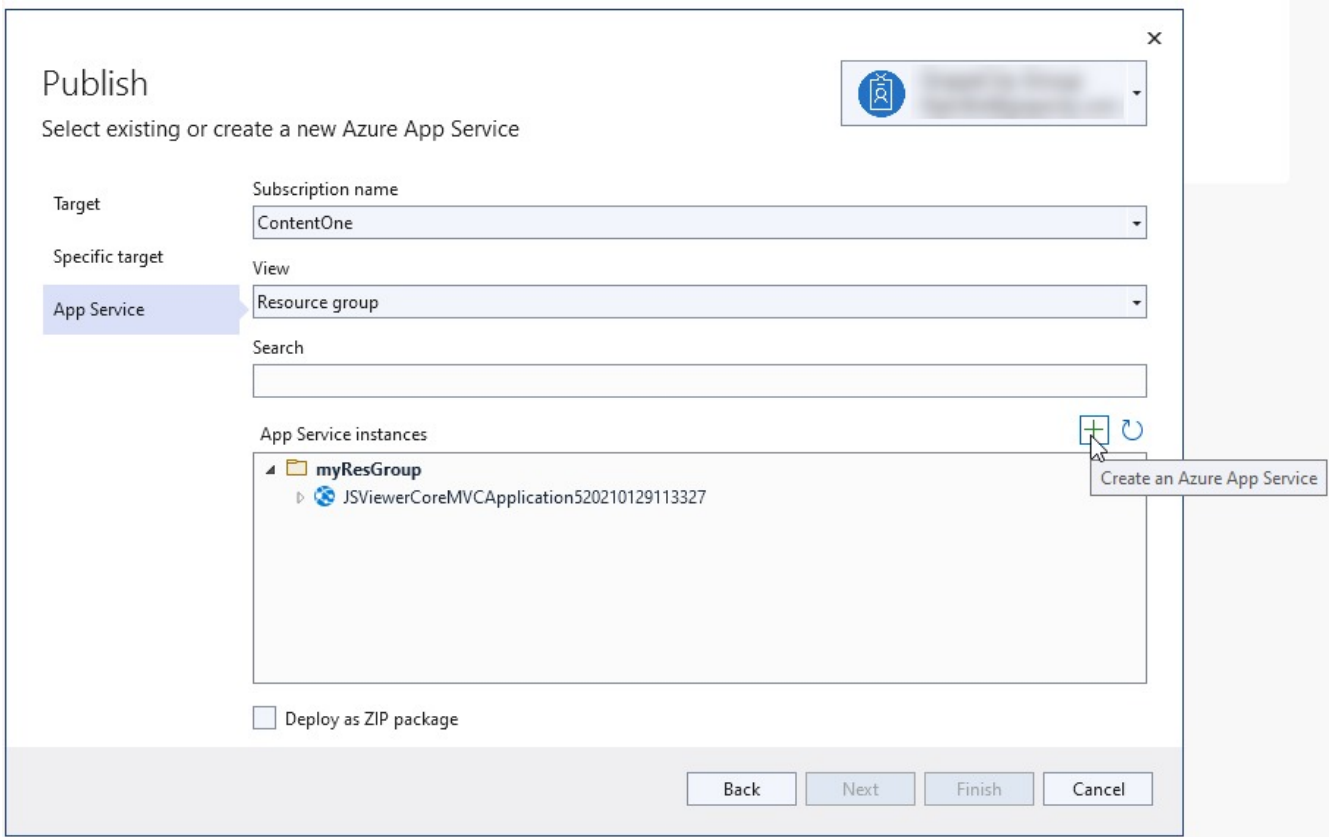 Publish
Select existing or create a new Azure App Service
Target
Specific target
App Service
Subscription name
ContentOne
View
Resource group
Search
App Service instances
myResGroup
JSViewerCoreMVCApplication520210129113327
Create an Azure App Service
Deploy as ZIP package
Back
Next
Finish
Cancel